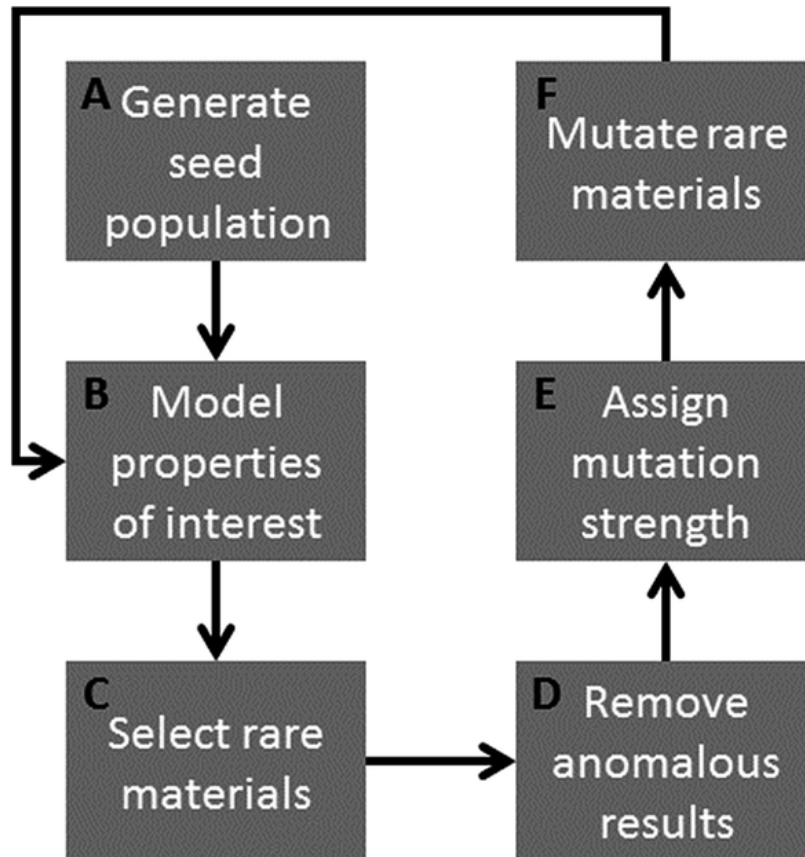 A
Generate
seed
population
B
Model
properties
of interest
C
Select rare
materials
D
Remove
anomalous
results
E
Assign
mutation
strength
F
Mutate rare
materials